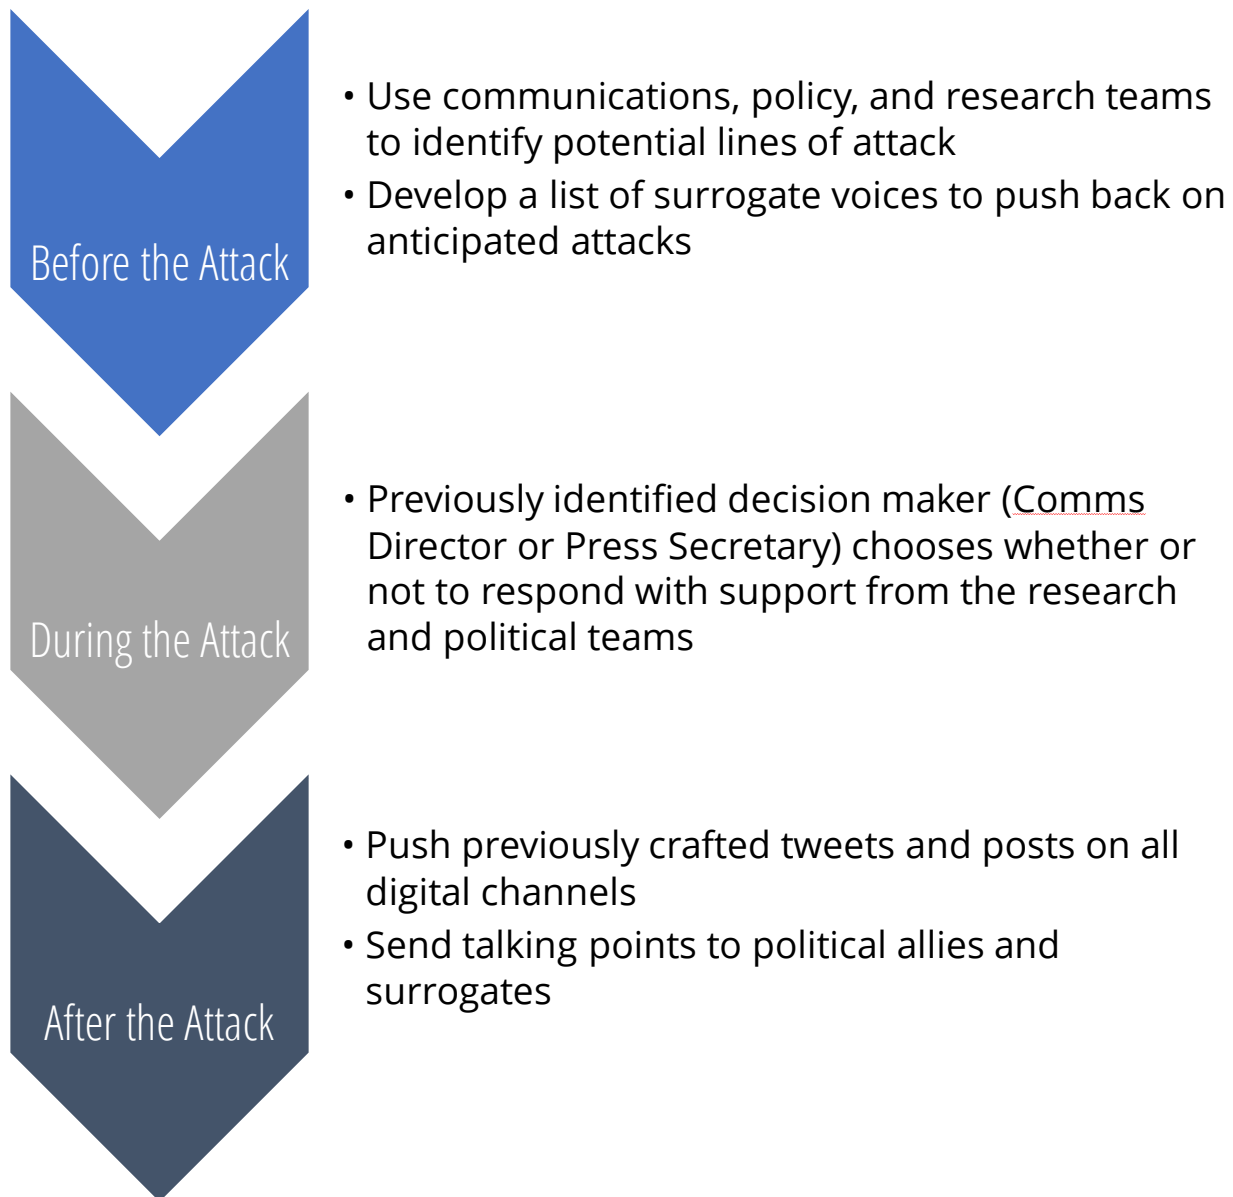 Before the Attack
• Use communications, policy, and research teams
to identify potential lines of attack
• Develop a list of surrogate voices to push back on
anticipated attacks
During the Attack
• Previously identified decision maker (Comms
Director or Press Secretary) chooses whether or
not to respond with support from the research
and political teams
After the Attack
• Push previously crafted tweets and posts on all
digital channels
• Send talking points to political allies and
surrogates